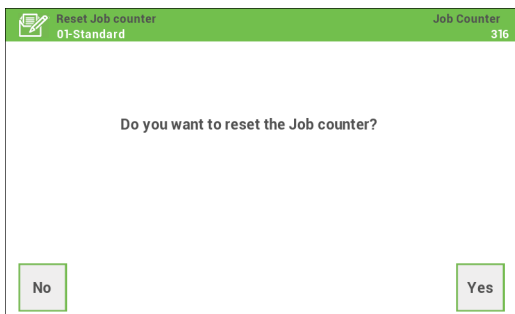 Reset Job counter
Job Counter
01-Standard
316
Do you want to reset the Job counter?
No
Yes